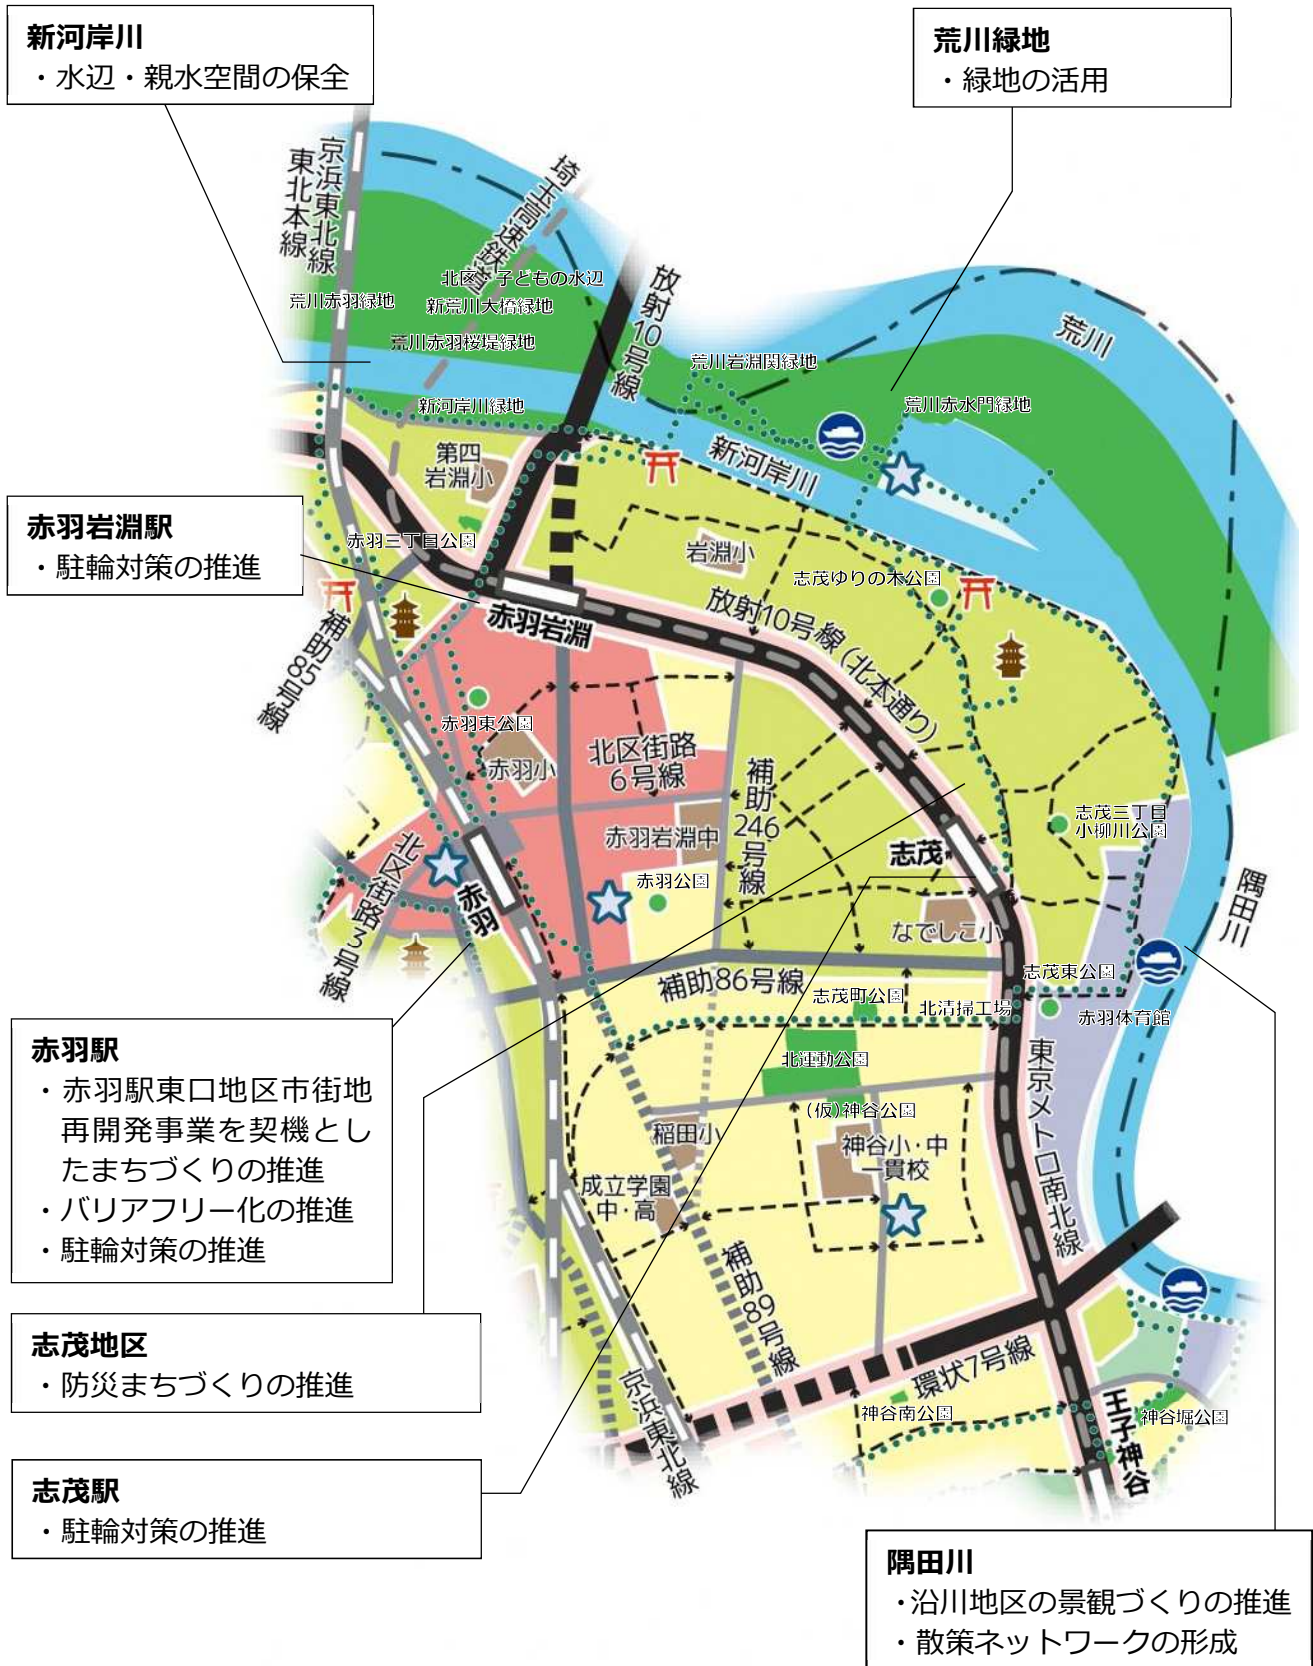 新河岸川
・水辺・親水空間の保全
荒川緑地
・緑地の活用
京浜東北線
東北本線
埼玉高速鉄道
放射10号線
北区・子どもの水辺
荒川赤羽緑地
新荒川大橋緑地
荒川赤羽桜堤緑地
新河岸川緑地
荒川岩淵関緑地
荒川
荒川赤水門緑地
新河岸川
第四
岩淵小
赤羽岩淵駅
・駐輪対策の推進
赤羽三丁目公園
岩淵小
志茂ゆりの木公園
赤羽岩淵
放射10号線(北本通り)
補助85号線
赤羽東公園
赤羽小
北区街路
6号線
補助
246
号線
赤羽岩淵中
志茂三丁目
小柳川公園
志茂
北区街路3号線
赤羽
赤羽公園
なでしこ小
隅田川
補助86号線
志茂町公園
志茂東公園
北清掃工場
赤羽体育館
赤羽駅
・赤羽駅東口地区市街地
再開発事業を契機とし
たまちづくりの推進
・バリアフリー化の推進
・駐輪対策の推進
北運動公園
(仮)神谷公園
稲田小
神谷小・中
一貫校
東京メトロ南北線
成立学園
中・高
補助89号線
志茂地区
・防災まちづくりの推進
京浜東北線
環状7号線
神谷南公園
王子神谷
神谷堀公園
志茂駅
・駐輪対策の推進
隅田川
・沿川地区の景観づくりの推進
・散策ネットワークの形成